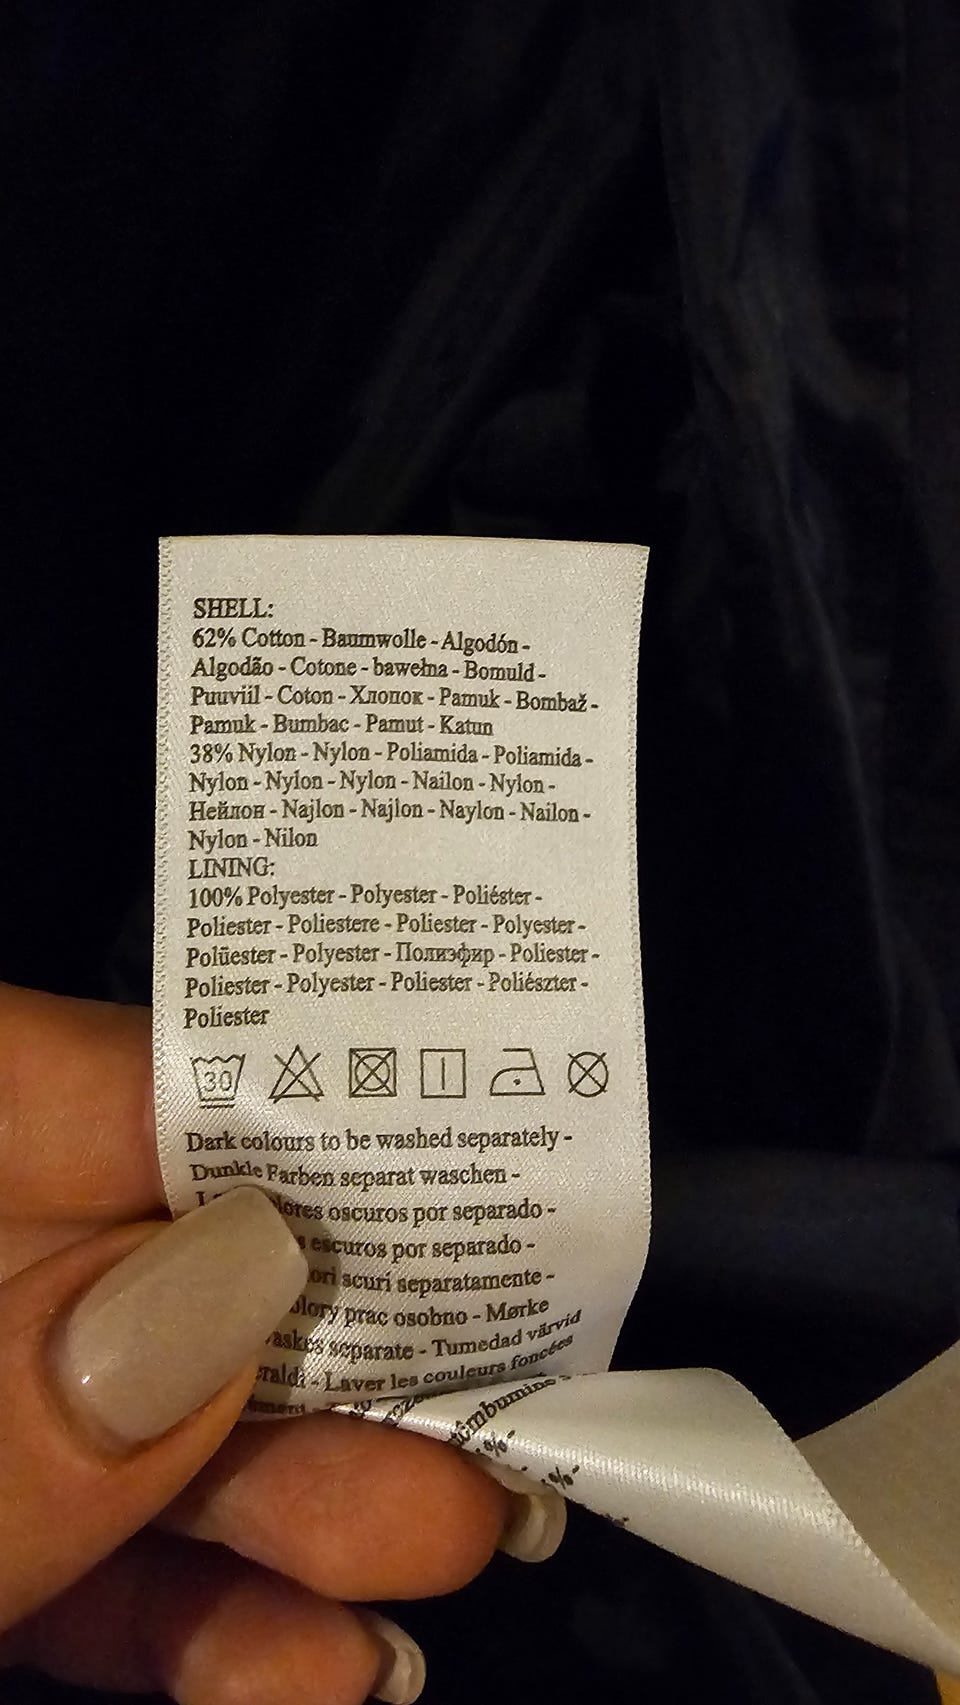 SHELL:
62% Cotton - Baumwolle - Algodón -
Algodão - Cotone - bawełna - Bomuld -
Puuviil - Coton - Хлопок - Pamuk - Bombaž -
Pamuk - Bumbac - Pamut - Katun
38% Nylon - Nylon - Poliamida - Poliamida -
Nylon - Nylon - Nylon - Nailon - Nylon -
Нейлон - Najlon - Najlon - Naylon - Nailon -
Nylon - Nilon
LINING:
100% Polyester - Polyester - Poliéster -
Poliester - Poliestere - Poliester - Polyester -
Polüester - Polyester - Полиэфир - Poliester -
Poliester - Polyester - Poliester - Poliészter -
Poliester
30
Dark colours to be washed separately -
Dunkle Farben separat waschen -
oscuros por separado -
escuros por separado -
scuri separatamente -
prac osobno - Mørke
separate - Tumedad värvid
- Laver les couleurs foncées